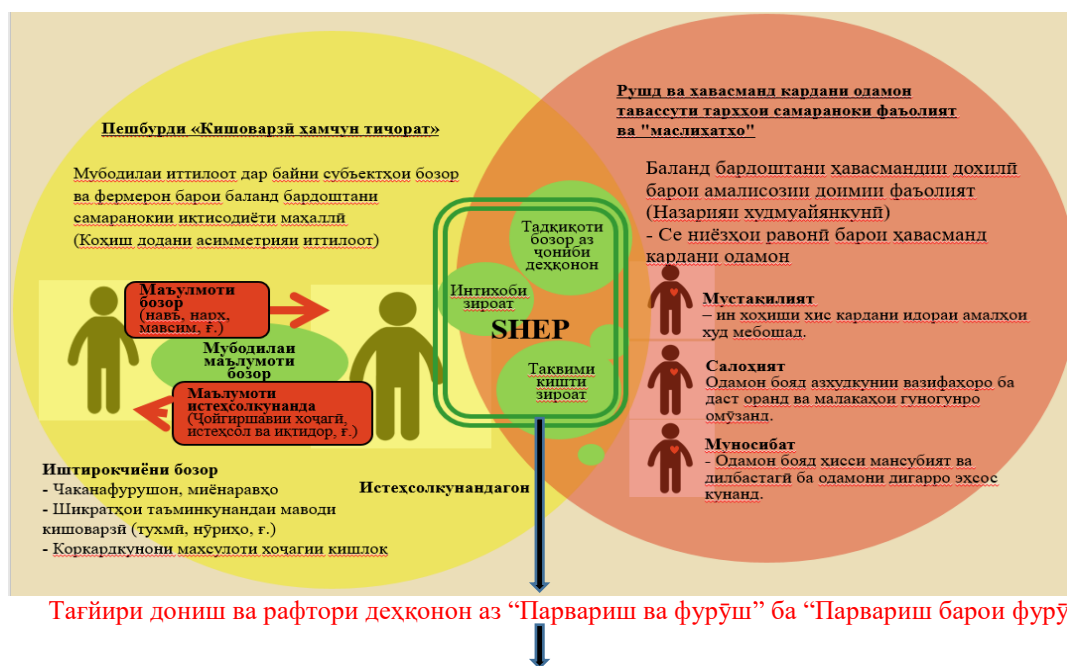 Пешбурди «Кишоварзӣ ҳамчун тиҷорат»
Мубодилаи иттилоот дар байни субъектҳои бозор
ва фермерон барои баланд бардоштани
самаранокии иқтисодиёти маҳаллӣ
(Коҳиш додани асимметрияи иттилоот)
Маъулмоти
бозор
(навъ, нарх,
мавсим, ғ.)
Мубодилаи
маълумоти
бозор
Маълумоти
истеҳсолкунанда
(Ҷойгиршавии хоҷагӣ,
истеҳсол ва иқтидор, ғ.)
Иштирокчиёни бозор
- Чаканафурушон, миёнаравҳо
- Шикратҳои таъминкунандаи маводи
кишоварзӣ (тухмӣ, нӯриҳо, ғ.)
- Коркардкунони махсулоти хоҷагии кишлоқ
Тадқиқоти
бозор аз
ҷониби
деҳқонон
Интихоби
зироат
SHEP
Тақвими
кишти
зироат
Истеҳсолкунандагон
Рушд ва ҳавасманд кардани одамон
тавассути тарҳҳои самараноки фаъолият
ва "маслиҳатҳо"
Баланд бардоштани ҳавасмандии дохилӣ
барои амалисозии доимии фаъолият
(Назарияи худмуайянкунӣ)
- Се ниёзҳои равонӣ барои ҳавасманд
кардани одамон
Мустақилият
– ин хоҳиши хис кардани идораи амалҳои
худ мебошад.
Салоҳият
Одамон бояд азхудкунии вазифаҳоро ба
даст оранд ва малакаҳои гуногунро
омӯзанд.
Муносибат
- Одамон бояд ҳисси мансубият ва
дилбастагӣ ба одамони дигарро эҳсос
кунанд.
Тағйири дониш ва рафтори деҳқонон аз “Парвариш ва фурӯш” ба “Парвариш барои фурӯ